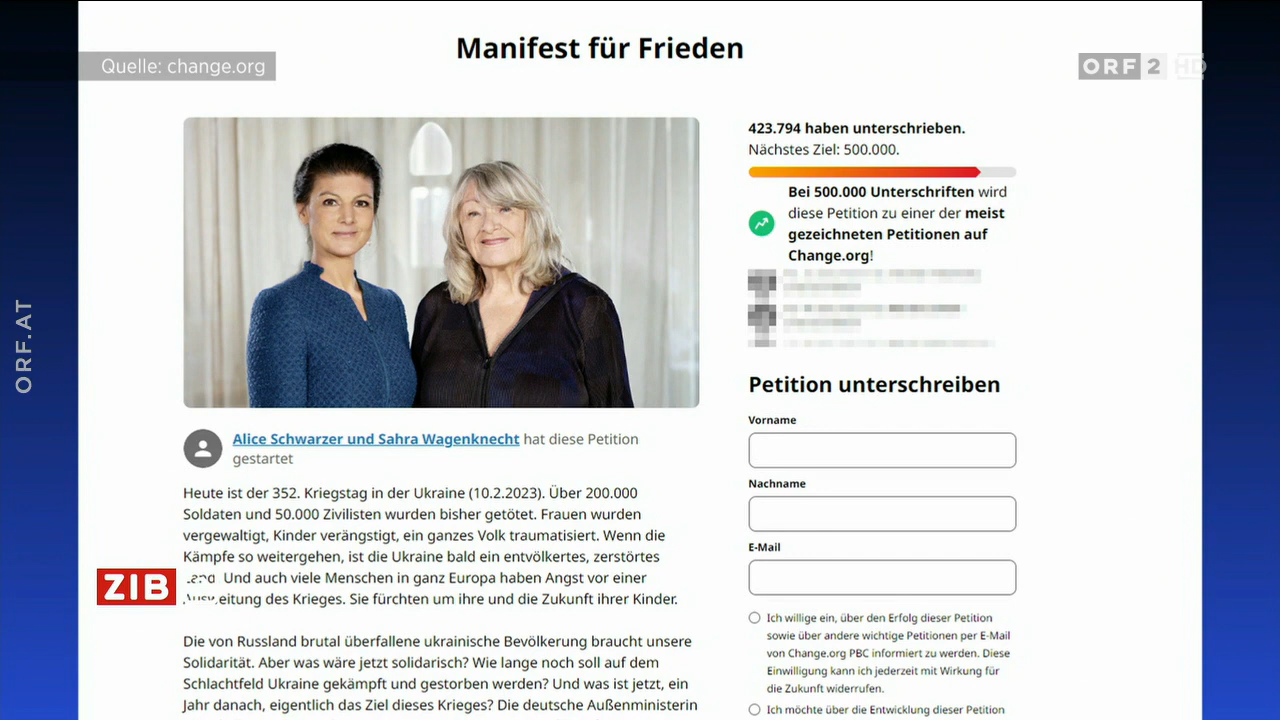 Manifest für Frieden
Quelle: change.org
ORF 2 HD
ORF.AT
423.794 haben unterschrieben.
Nächstes Ziel: 500.000.
Bei 500.000 Unterschriften wird
diese Petition zu einer der meist
gezeichneten Petitionen auf
Change.org!
Alice Schwarzer und Sahra Wagenknecht hat diese Petition
gestartet
Heute ist der 352. Kriegstag in der Ukraine (10.2.2023). Über 200.000
Soldaten und 50.000 Zivilisten wurden bisher getötet. Frauen wurden
vergewaltigt, Kinder verängstigt, ein ganzes Volk traumatisiert. Wenn die
Kämpfe so weitergehen, ist die Ukraine bald ein entvölkertes, zerstörtes
Land. Und auch viele Menschen in ganz Europa haben Angst vor einer
Ausweitung des Krieges. Sie fürchten um ihre und die Zukunft ihrer Kinder.
ZIB
Die von Russland brutal überfallene ukrainische Bevölkerung braucht unsere
Solidarität. Aber was wäre jetzt solidarisch? Wie lange noch soll auf dem
Schlachtfeld Ukraine gekämpft und gestorben werden? Und was ist jetzt, ein
Jahr danach, eigentlich das Ziel dieses Krieges? Die deutsche Außenministerin
Petition unterschreiben
Vorname
Nachname
E-Mail
Ich willige ein, über den Erfolg dieser Petition
sowie über andere wichtige Petitionen per E-Mail
von Change.org PBC informiert zu werden. Diese
Einwilligung kann ich jederzeit mit Wirkung für
die Zukunft widerrufen.
Ich möchte über die Entwicklung dieser Petition